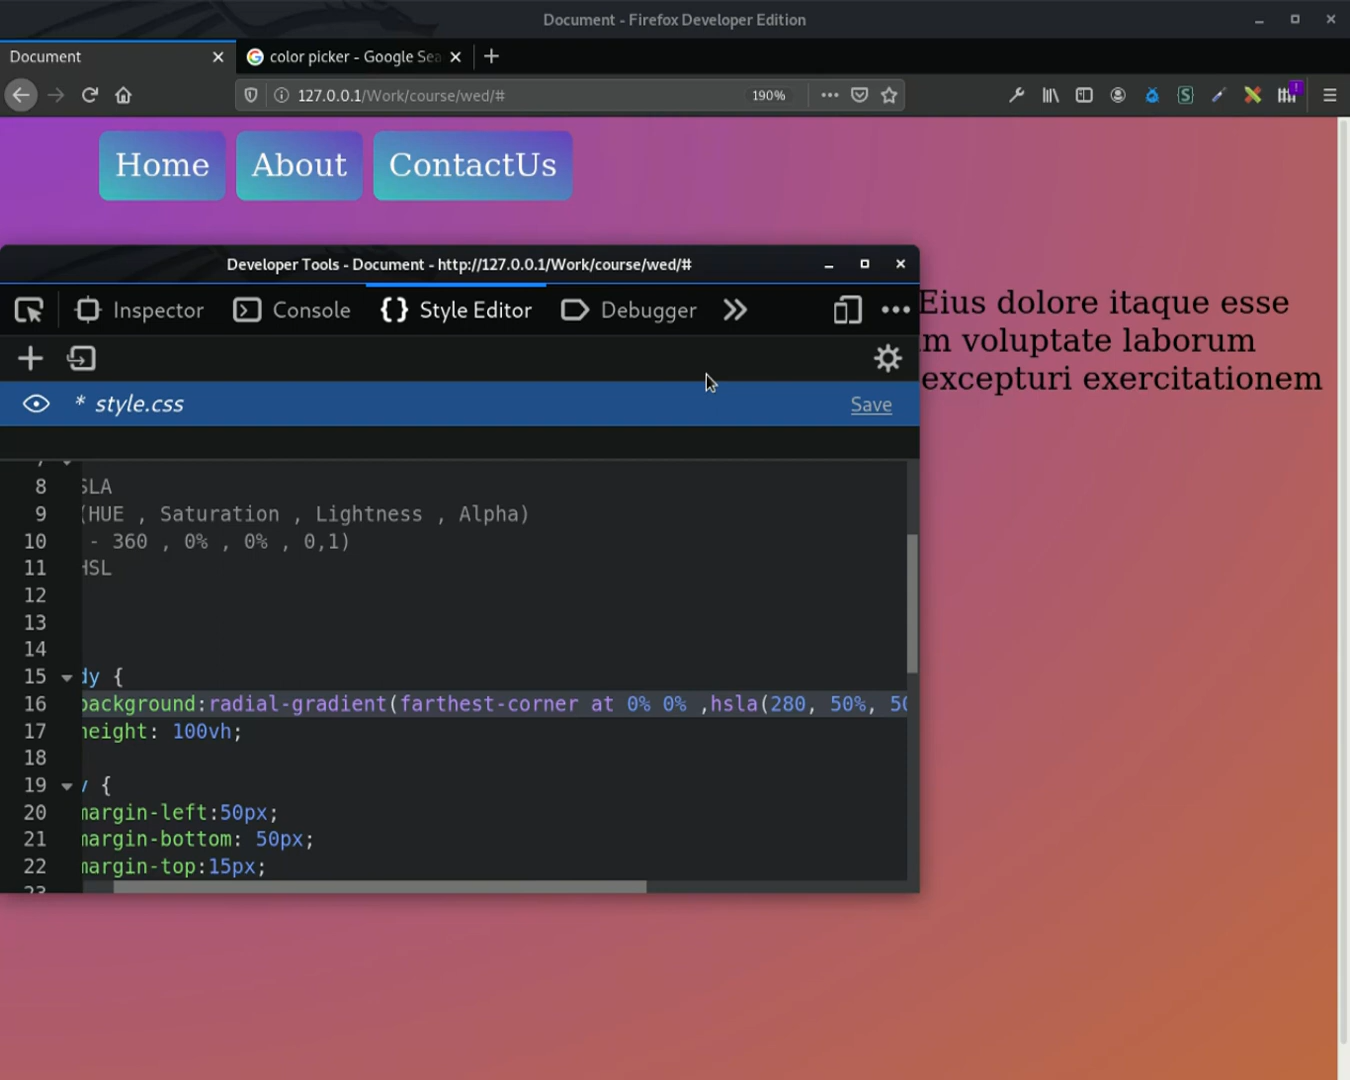 Document - Firefox Developer Edition
Document
color picker - Google Sea
127.0.0.1/Work/course/wed/#
190%
Home About ContactUs
Developer Tools - Document - http://127.0.0.1/Work/course/wed/#
Inspector Console {} Style Editor Debugger
Eius dolore itaque esse
m voluptate laborum
excepturi exercitationem
* style.css Save
7
8 SLA
9 (HUE , Saturation , Lightness , Alpha)
10 - 360 , 0% , 0% , 0,1)
11 HSL
12
13
14
15 dy {
16 background:radial-gradient(farthest-corner at 0% 0% ,hsla(280, 50%, 50
17 height: 100vh;
18
19 v {
20 margin-left:50px;
21 margin-bottom: 50px;
22 margin-top:15px;
23